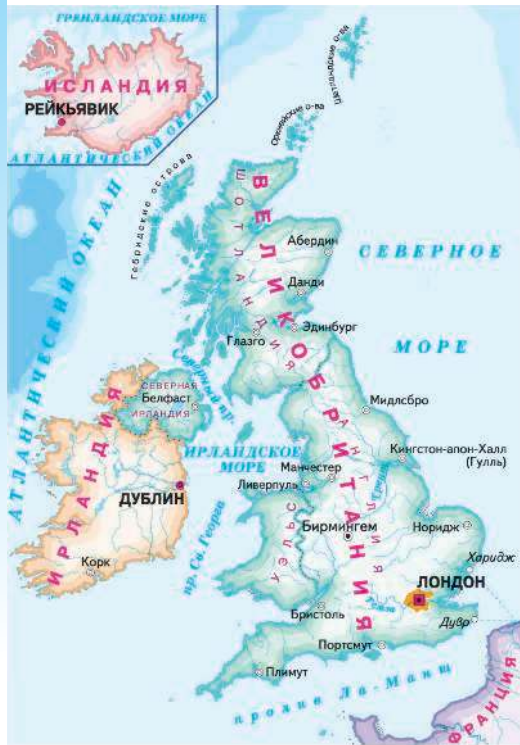 ГРЕНЛАНДСКОЕ МОРЕ
ИСЛАНДИЯ
РЕЙКЬЯВИК
АТЛАНТИЧЕСКИЙ ОКЕАН
Шетландские о-ва
Оркнейские о-ва
Гебридские острова
АТЛАНТИЧЕСКИЙ ОКЕАН
ВЕЛИКОБРИТАНИЯ
ШОТЛАНДИЯ
Абердин
СЕВЕРНОЕ
МОРЕ
Данди
Эдинбург
Глазго
Северный пр.
СЕВЕРНАЯ
ИРЛАНДИЯ
Белфаст
ИРЛАНДИЯ
Мидлсбро
АНГЛИЯ
ИРЛАНДСКОЕ
МОРЕ
Кингстон-апон-Халл
(Гулль)
Манчестер
Ливерпуль
ДУБЛИН
Бирмингем
Норидж
УЭЛЬС
пр. Св. Георга
Корк
Харидж
ЛОНДОН
Темза
Бристоль
Дувр
Портсмут
Плимут
пролив Ла-Манш
ФРАНЦИЯ